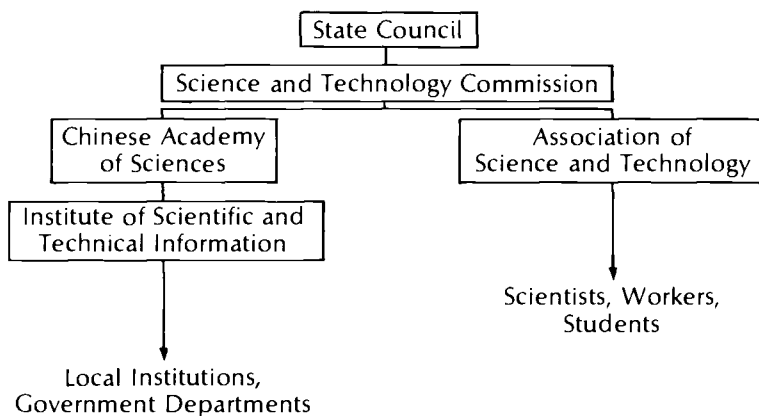 State Council
Science and Technology Commission
Chinese Academy
of Sciences
Association of
Science and Technology
Institute of Scientific and
Technical Information
Scientists, Workers,
Students
Local Institutions,
Government Departments